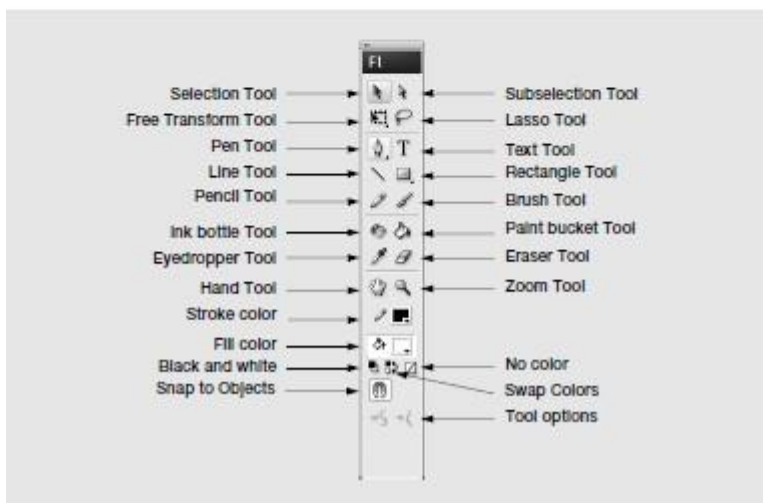 Fl
Selection Tool
Subselection Tool
Free Transform Tool
Lasso Tool
Pen Tool
Text Tool
Line Tool
Rectangle Tool
Pencil Tool
Brush Tool
Ink bottle Tool
Paint bucket Tool
Eyedropper Tool
Eraser Tool
Hand Tool
Zoom Tool
Stroke color
Fill color
Black and white
No color
Snap to Objects
Swap Colors
Tool options